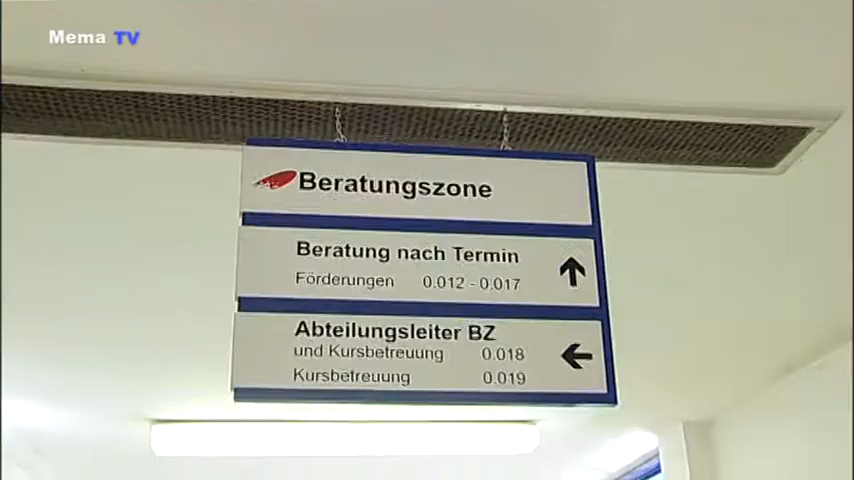 Mema TV
Beratungszone
Beratung nach Termin
Förderungen 0.012 - 0.017
Abteilungsleiter BZ
und Kursbetreuung 0.018
Kursbetreuung 0.019